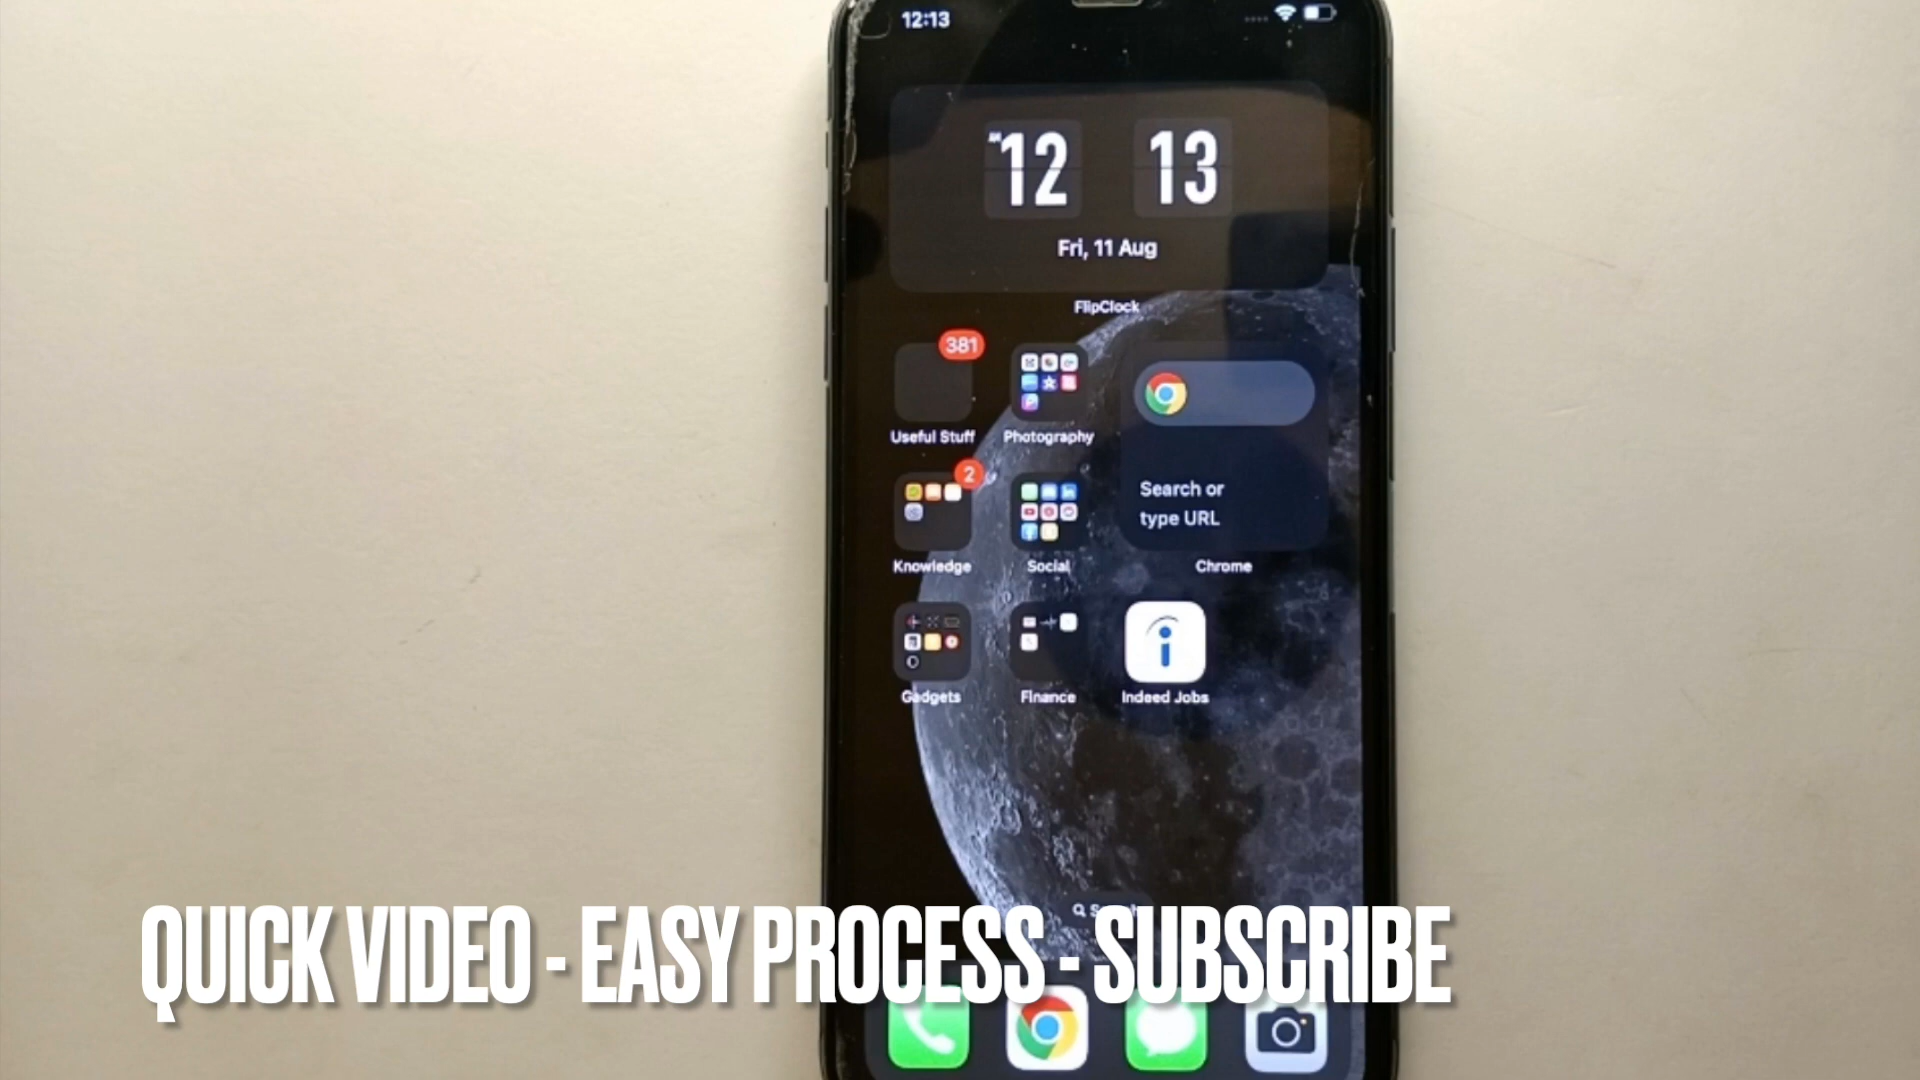 12:13
AM
12 13
Fri, 11 Aug
FlipClock
381
Useful Stuff
Photography
2
Search or
type URL
Knowledge
Social
Chrome
Gadgets
Finance
Indeed Jobs
QUICK VIDEO - EASY PROCESS - SUBSCRIBE